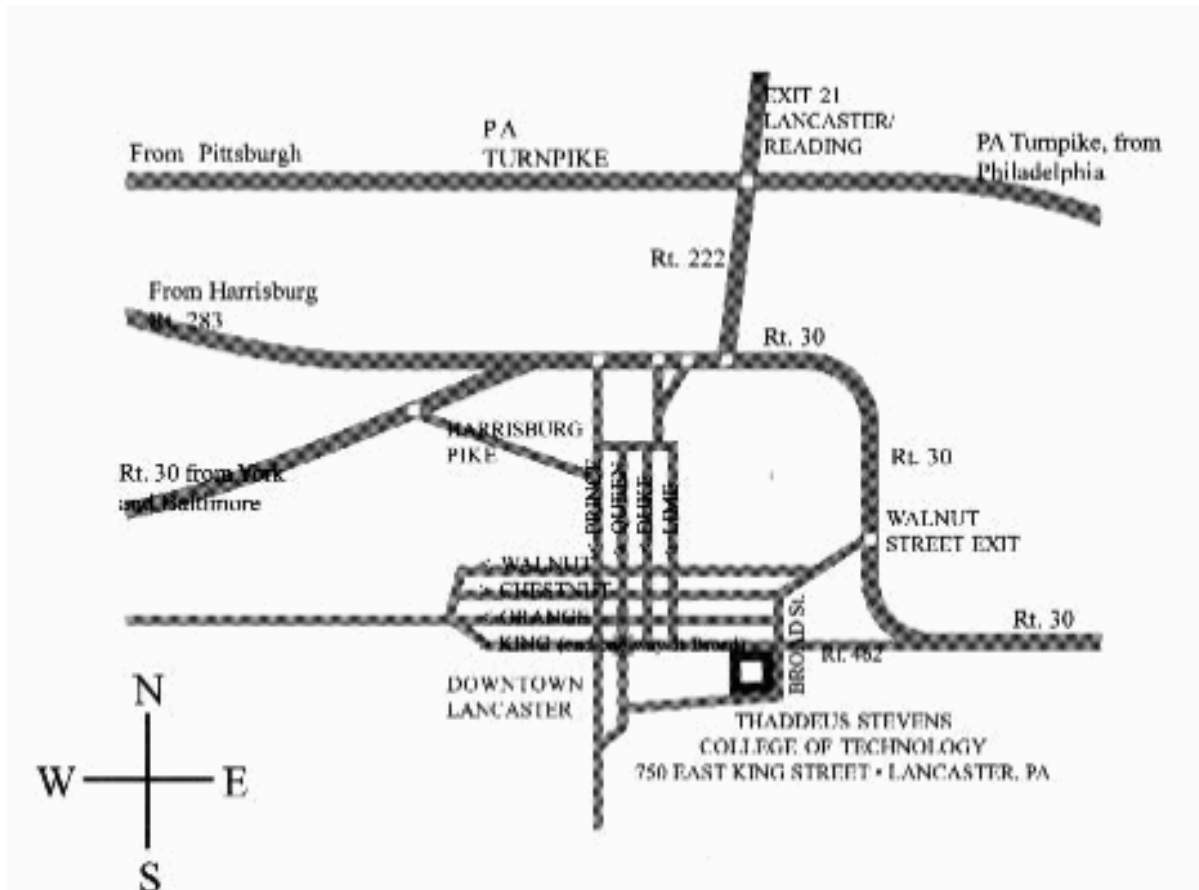 EXIT 21
LANCASTER/
READING
PA
TURNPIKE
From Pittsburgh
PA Turnpike, from
Philadelphia
Rt. 222
From Harrisburg
Rt. 283
Rt. 30
HARRISBURG
PIKE
Rt. 30
Rt. 30 from York
and Baltimore
PRINCE
QUEEN
DUKE
LIME
WALNUT
STREET EXIT
WALNUT
CHESTNUT
ORANGE
KING
BROAD St.
Rt. 30
Rt. 462
DOWNTOWN
LANCASTER
THADDEUS STEVENS
COLLEGE OF TECHNOLOGY
750 EAST KING STREET • LANCASTER, PA
N
W
E
S